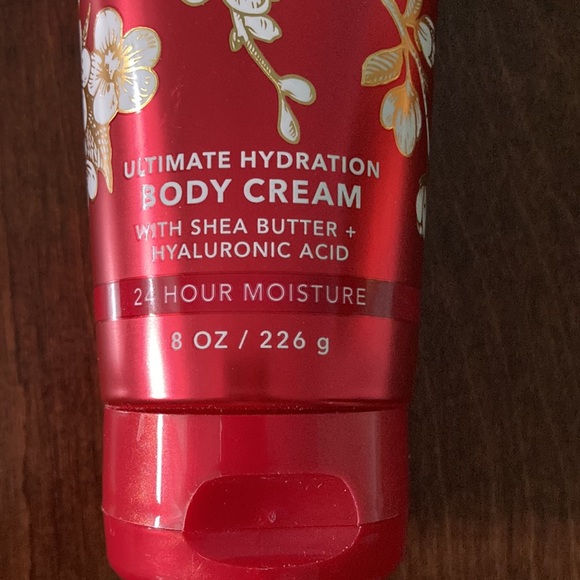 ULTIMATE HYDRATION
BODY CREAM
WITH SHEA BUTTER +
HYALURONIC ACID
24 HOUR MOISTURE
8 OZ / 226 g